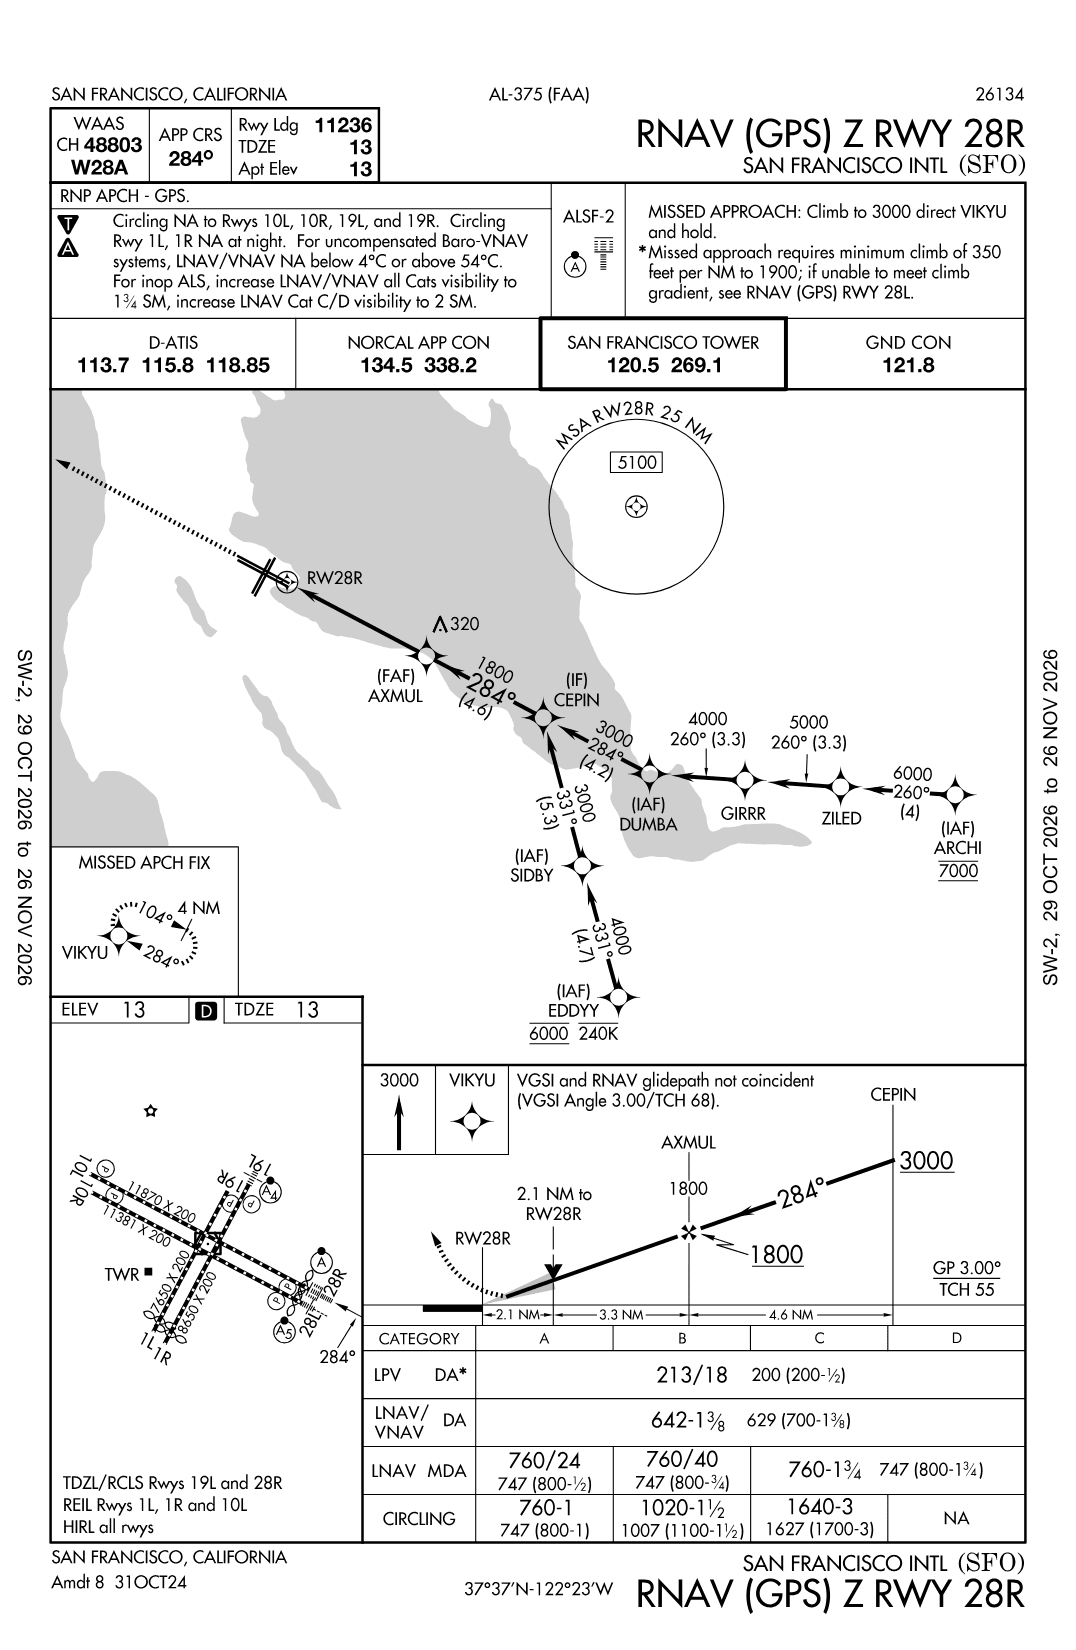 SAN FRANCISCO, CALIFORNIA
AL-375 (FAA)
26134
WAAS
CH 48803
W28A
APP CRS
284°
Rwy Ldg 11236
TDZE 13
Apt Elev 13
RNAV (GPS) Z RWY 28R
SAN FRANCISCO INTL (SFO)
RNP APCH - GPS.
T
A
Circling NA to Rwys 10L, 10R, 19L, and 19R. Circling
Rwy 1L, 1R NA at night. For uncompensated Baro-VNAV
systems, LNAV/VNAV NA below 4°C or above 54°C.
For inop ALS, increase LNAV/VNAV all Cats visibility to
1¾ SM, increase LNAV Cat C/D visibility to 2 SM.
ALSF-2
A
MISSED APPROACH: Climb to 3000 direct VIKYU
and hold.
*Missed approach requires minimum climb of 350
feet per NM to 1900; if unable to meet climb
gradient, see RNAV (GPS) RWY 28L.
D-ATIS
113.7 115.8 118.85
NORCAL APP CON
134.5 338.2
SAN FRANCISCO TOWER
120.5 269.1
GND CON
121.8
MSA RW28R 25 NM
5100
RW28R
320
(FAF)
AXMUL
1800
284°
(4.6)
(IF)
CEPIN
3000
284°
(4.2)
4000
260° (3.3)
5000
260° (3.3)
6000
260°
(4)
(IAF)
DUMBA
GIRRR
ZILED
(IAF)
ARCHI
7000
3000
331°
(5.3)
(IAF)
SIDBY
4000
331°
(4.7)
(IAF)
EDDYY
6000 240K
SW-2, 29 OCT 2026 to 26 NOV 2026
SW-2, 29 OCT 2026 to 26 NOV 2026
MISSED APCH FIX
104°
4 NM
VIKYU
284°
ELEV 13
D
TDZE 13
10L
10R
P
P
11870 X 200
11381 X 200
19R
19L
P
P
A4
TWR
7650 X 200
8650 X 200
P
P
A
A5
28R
28L
1L
1R
284°
TDZL/RCLS Rwys 19L and 28R
REIL Rwys 1L, 1R and 10L
HIRL all rwys
3000
VIKYU
VGSI and RNAV glidepath not coincident
(VGSI Angle 3.00/TCH 68).
CEPIN
AXMUL
3000
1800
284°
2.1 NM to
RW28R
RW28R
1800
GP 3.00°
TCH 55
2.1 NM
3.3 NM
4.6 NM
CATEGORY A B C D
LPV DA* 213/18 200 (200-½)
LNAV/
VNAV DA 642-1⅜ 629 (700-1⅜)
LNAV MDA 760/24 760/40 760-1¾ 747 (800-1¾)
747 (800-½) 747 (800-¾)
CIRCLING 760-1 1020-1½ 1640-3 NA
747 (800-1) 1007 (1100-1½) 1627 (1700-3)
SAN FRANCISCO, CALIFORNIA
Amdt 8 31OCT24
37°37'N-122°23'W
SAN FRANCISCO INTL (SFO)
RNAV (GPS) Z RWY 28R